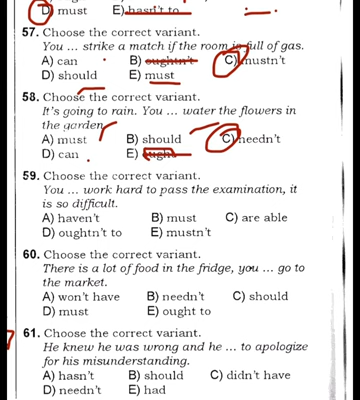 D) must E) hasn't to
57. Choose the correct variant.
You ... strike a match if the room is full of gas.
A) can B) oughtn't C) mustn't
D) should E) must
58. Choose the correct variant.
It's going to rain. You ... water the flowers in
the garden.
A) must B) should C) needn't
D) can E) ought
59. Choose the correct variant.
You ... work hard to pass the examination, it
is so difficult.
A) haven't B) must C) are able
D) oughtn't to E) mustn't
60. Choose the correct variant.
There is a lot of food in the fridge, you ... go to
the market.
A) won't have B) needn't C) should
D) must E) ought to
61. Choose the correct variant.
He knew he was wrong and he ... to apologize
for his misunderstanding.
A) hasn't B) should C) didn't have
D) needn't E) had